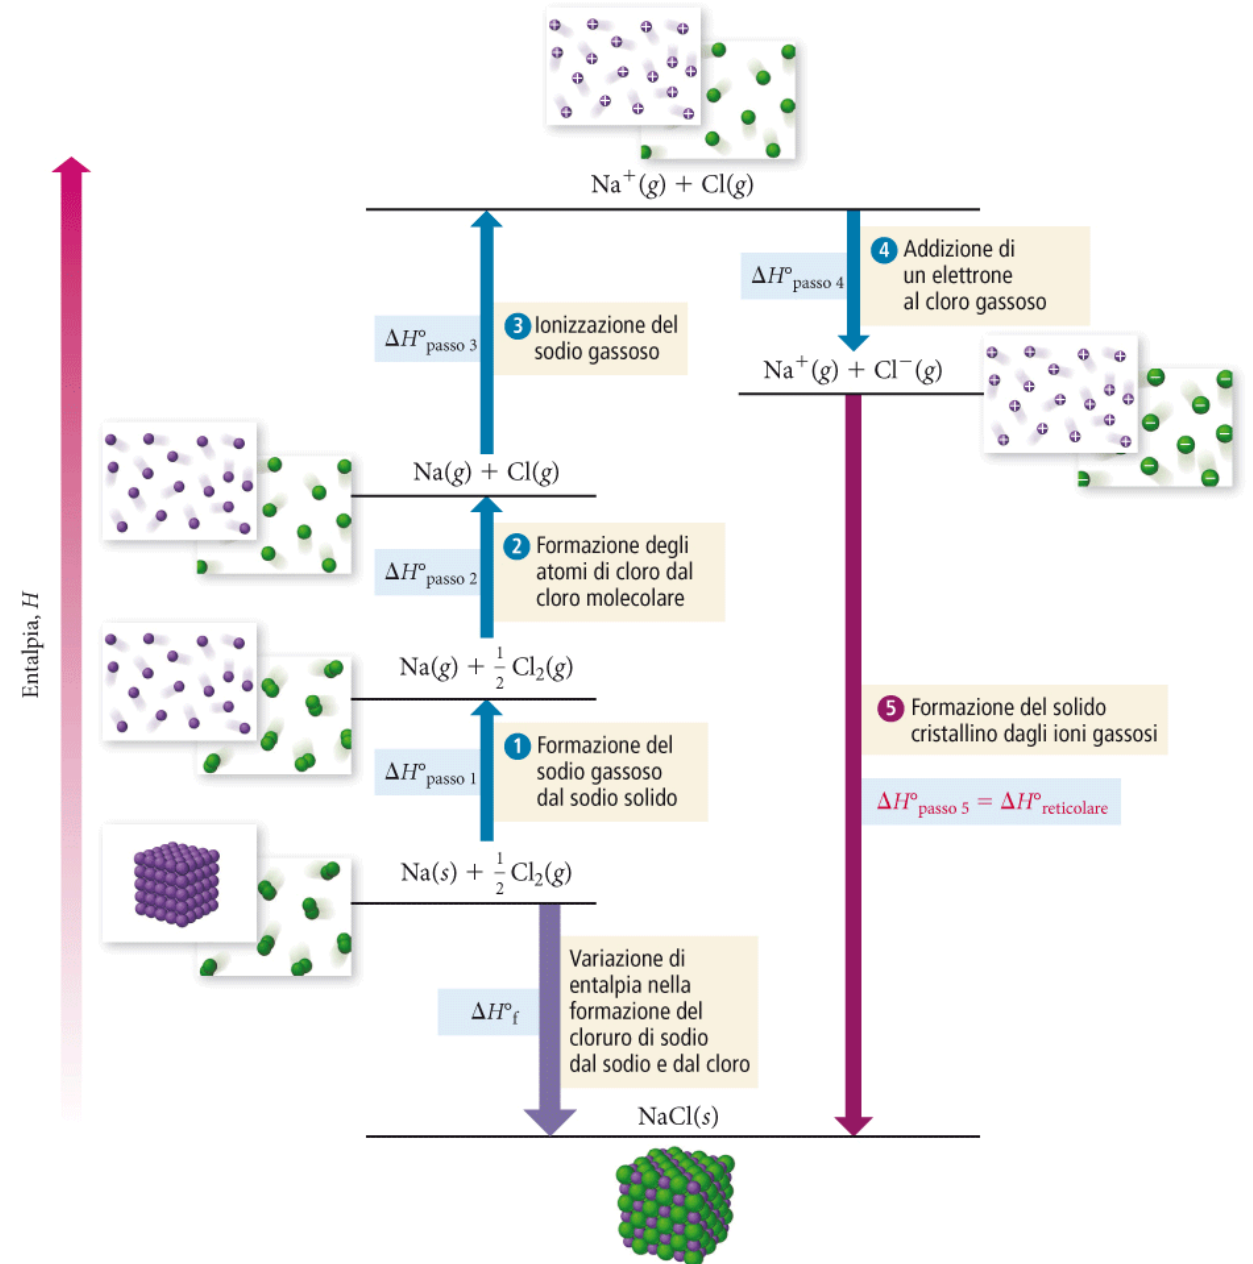 Na⁺(g) + Cl(g)
4 Addizione di
un elettrone
al cloro gassoso
ΔH°passo 4
3 Ionizzazione del
sodio gassoso
ΔH°passo 3
Na⁺(g) + Cl⁻(g)
Na(g) + Cl(g)
2 Formazione degli
atomi di cloro dal
cloro molecolare
ΔH°passo 2
Entalpia, H
Na(g) + 1/2 Cl₂(g)
5 Formazione del solido
cristallino dagli ioni gassosi
1 Formazione del
sodio gassoso
dal sodio solido
ΔH°passo 1
ΔH°passo 5 = ΔH°reticolare
Na(s) + 1/2 Cl₂(g)
Variazione di
entalpia nella
formazione del
cloruro di sodio
dal sodio e dal cloro
ΔH°f
NaCl(s)